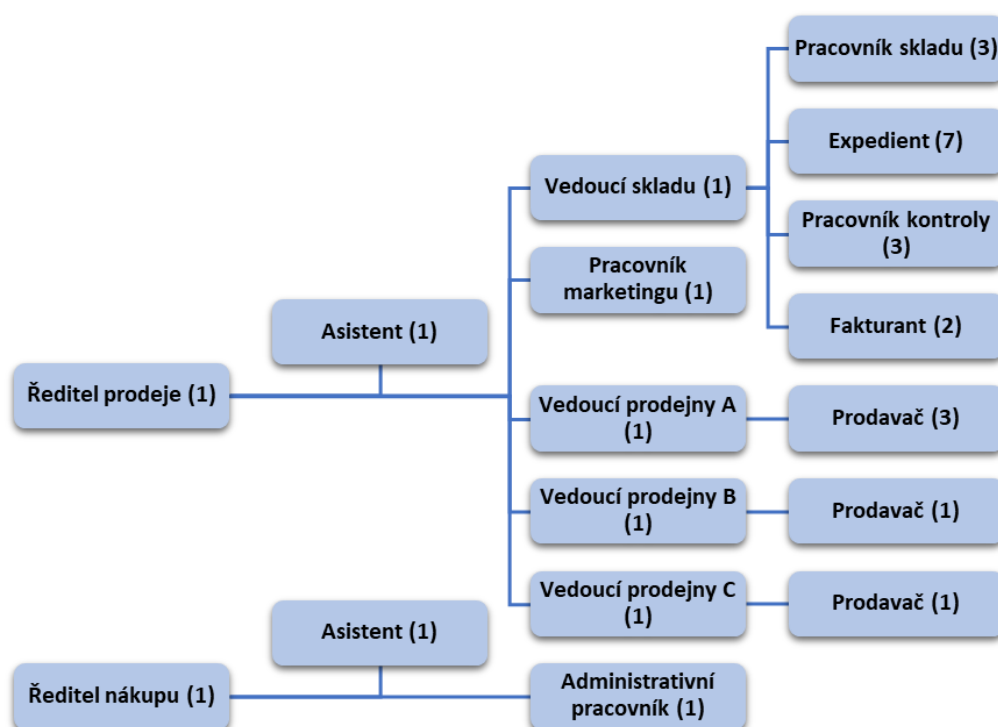 Pracovník skladu (3)
Expedient (7)
Vedoucí skladu (1)
Pracovník kontroly
(3)
Pracovník
marketingu (1)
Fakturant (2)
Asistent (1)
Ředitel prodeje (1)
Vedoucí prodejny A
(1)
Prodavač (3)
Vedoucí prodejny B
(1)
Prodavač (1)
Vedoucí prodejny C
(1)
Prodavač (1)
Asistent (1)
Ředitel nákupu (1)
Administrativní
pracovník (1)